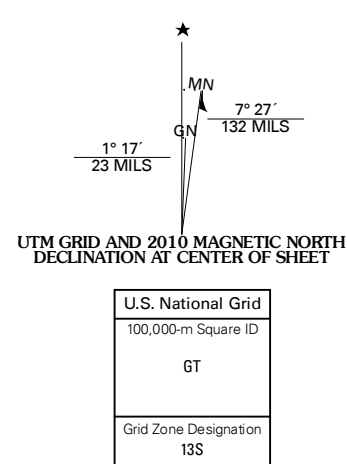 MN
7° 27′
132 MILS
GN
1° 17′
23 MILS
UTM GRID AND 2010 MAGNETIC NORTH
DECLINATION AT CENTER OF SHEET
U.S. National Grid
100,000-m Square ID
GT
Grid Zone Designation
13S